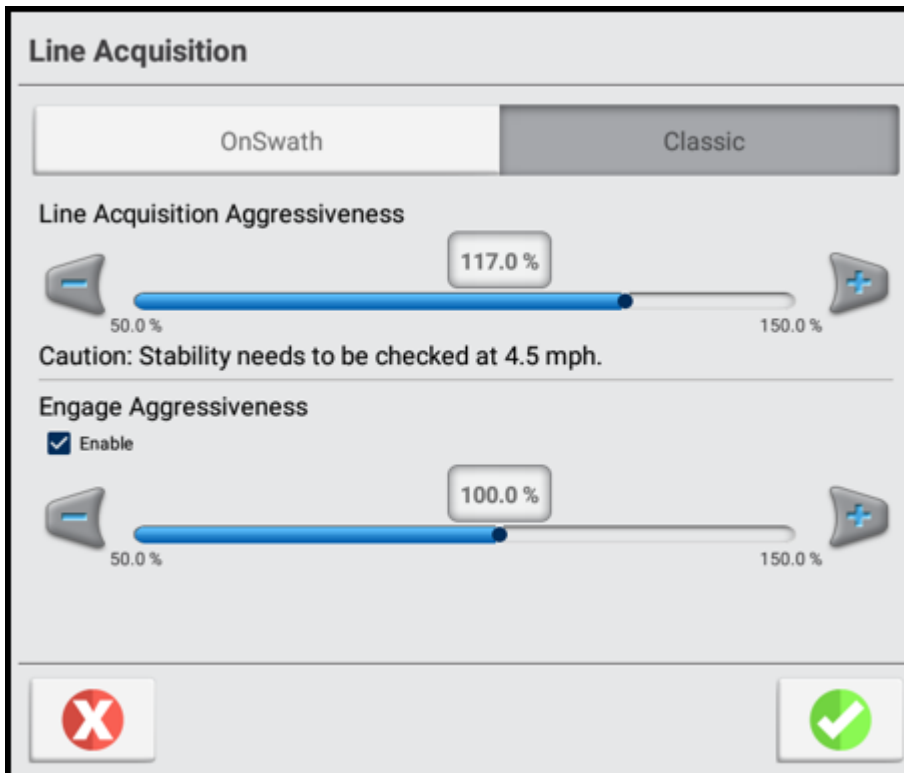 Line Acquisition
OnSwath Classic
Line Acquisition Aggressiveness
117.0 %
50.0 % 150.0 %
Caution: Stability needs to be checked at 4.5 mph.
Engage Aggressiveness
Enable
100.0 %
50.0 % 150.0 %